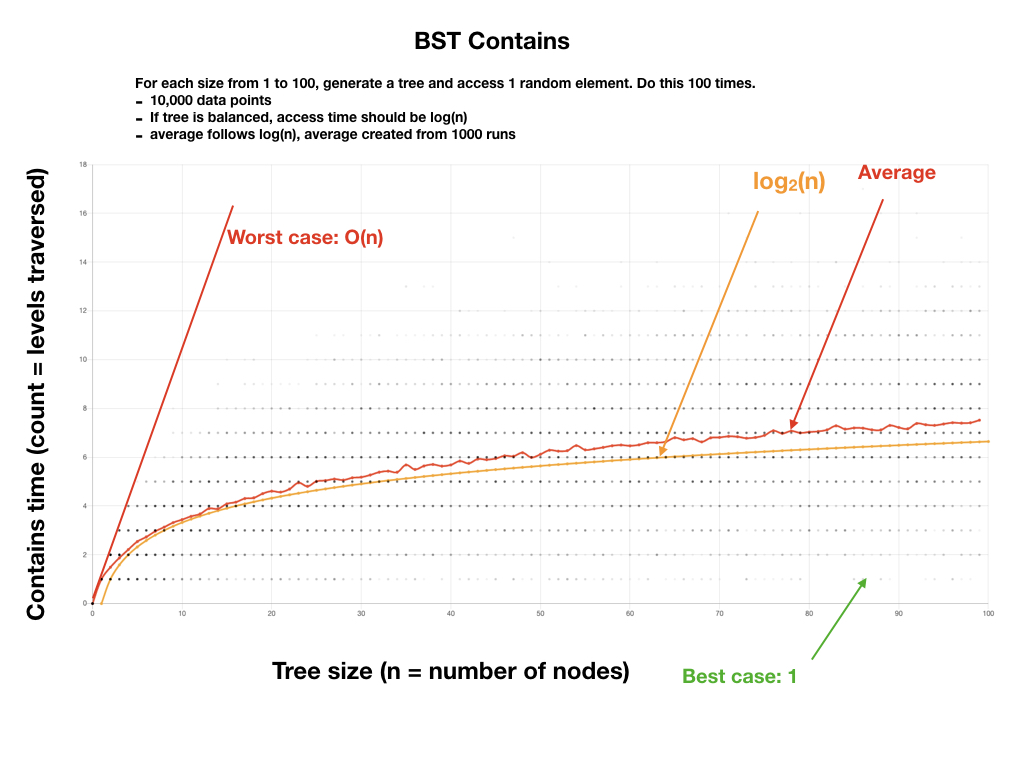 BST Contains
For each size from 1 to 100, generate a tree and access 1 random element. Do this 100 times.
- 10,000 data points
- If tree is balanced, access time should be log(n)
- average follows log(n), average created from 1000 runs
Contains time (count = levels traversed)
18
16
14
12
10
8
6
4
2
0
Worst case: O(n)
log₂(n)
Average
0
10
20
30
40
50
60
70
80
90
100
Tree size (n = number of nodes)
Best case: 1